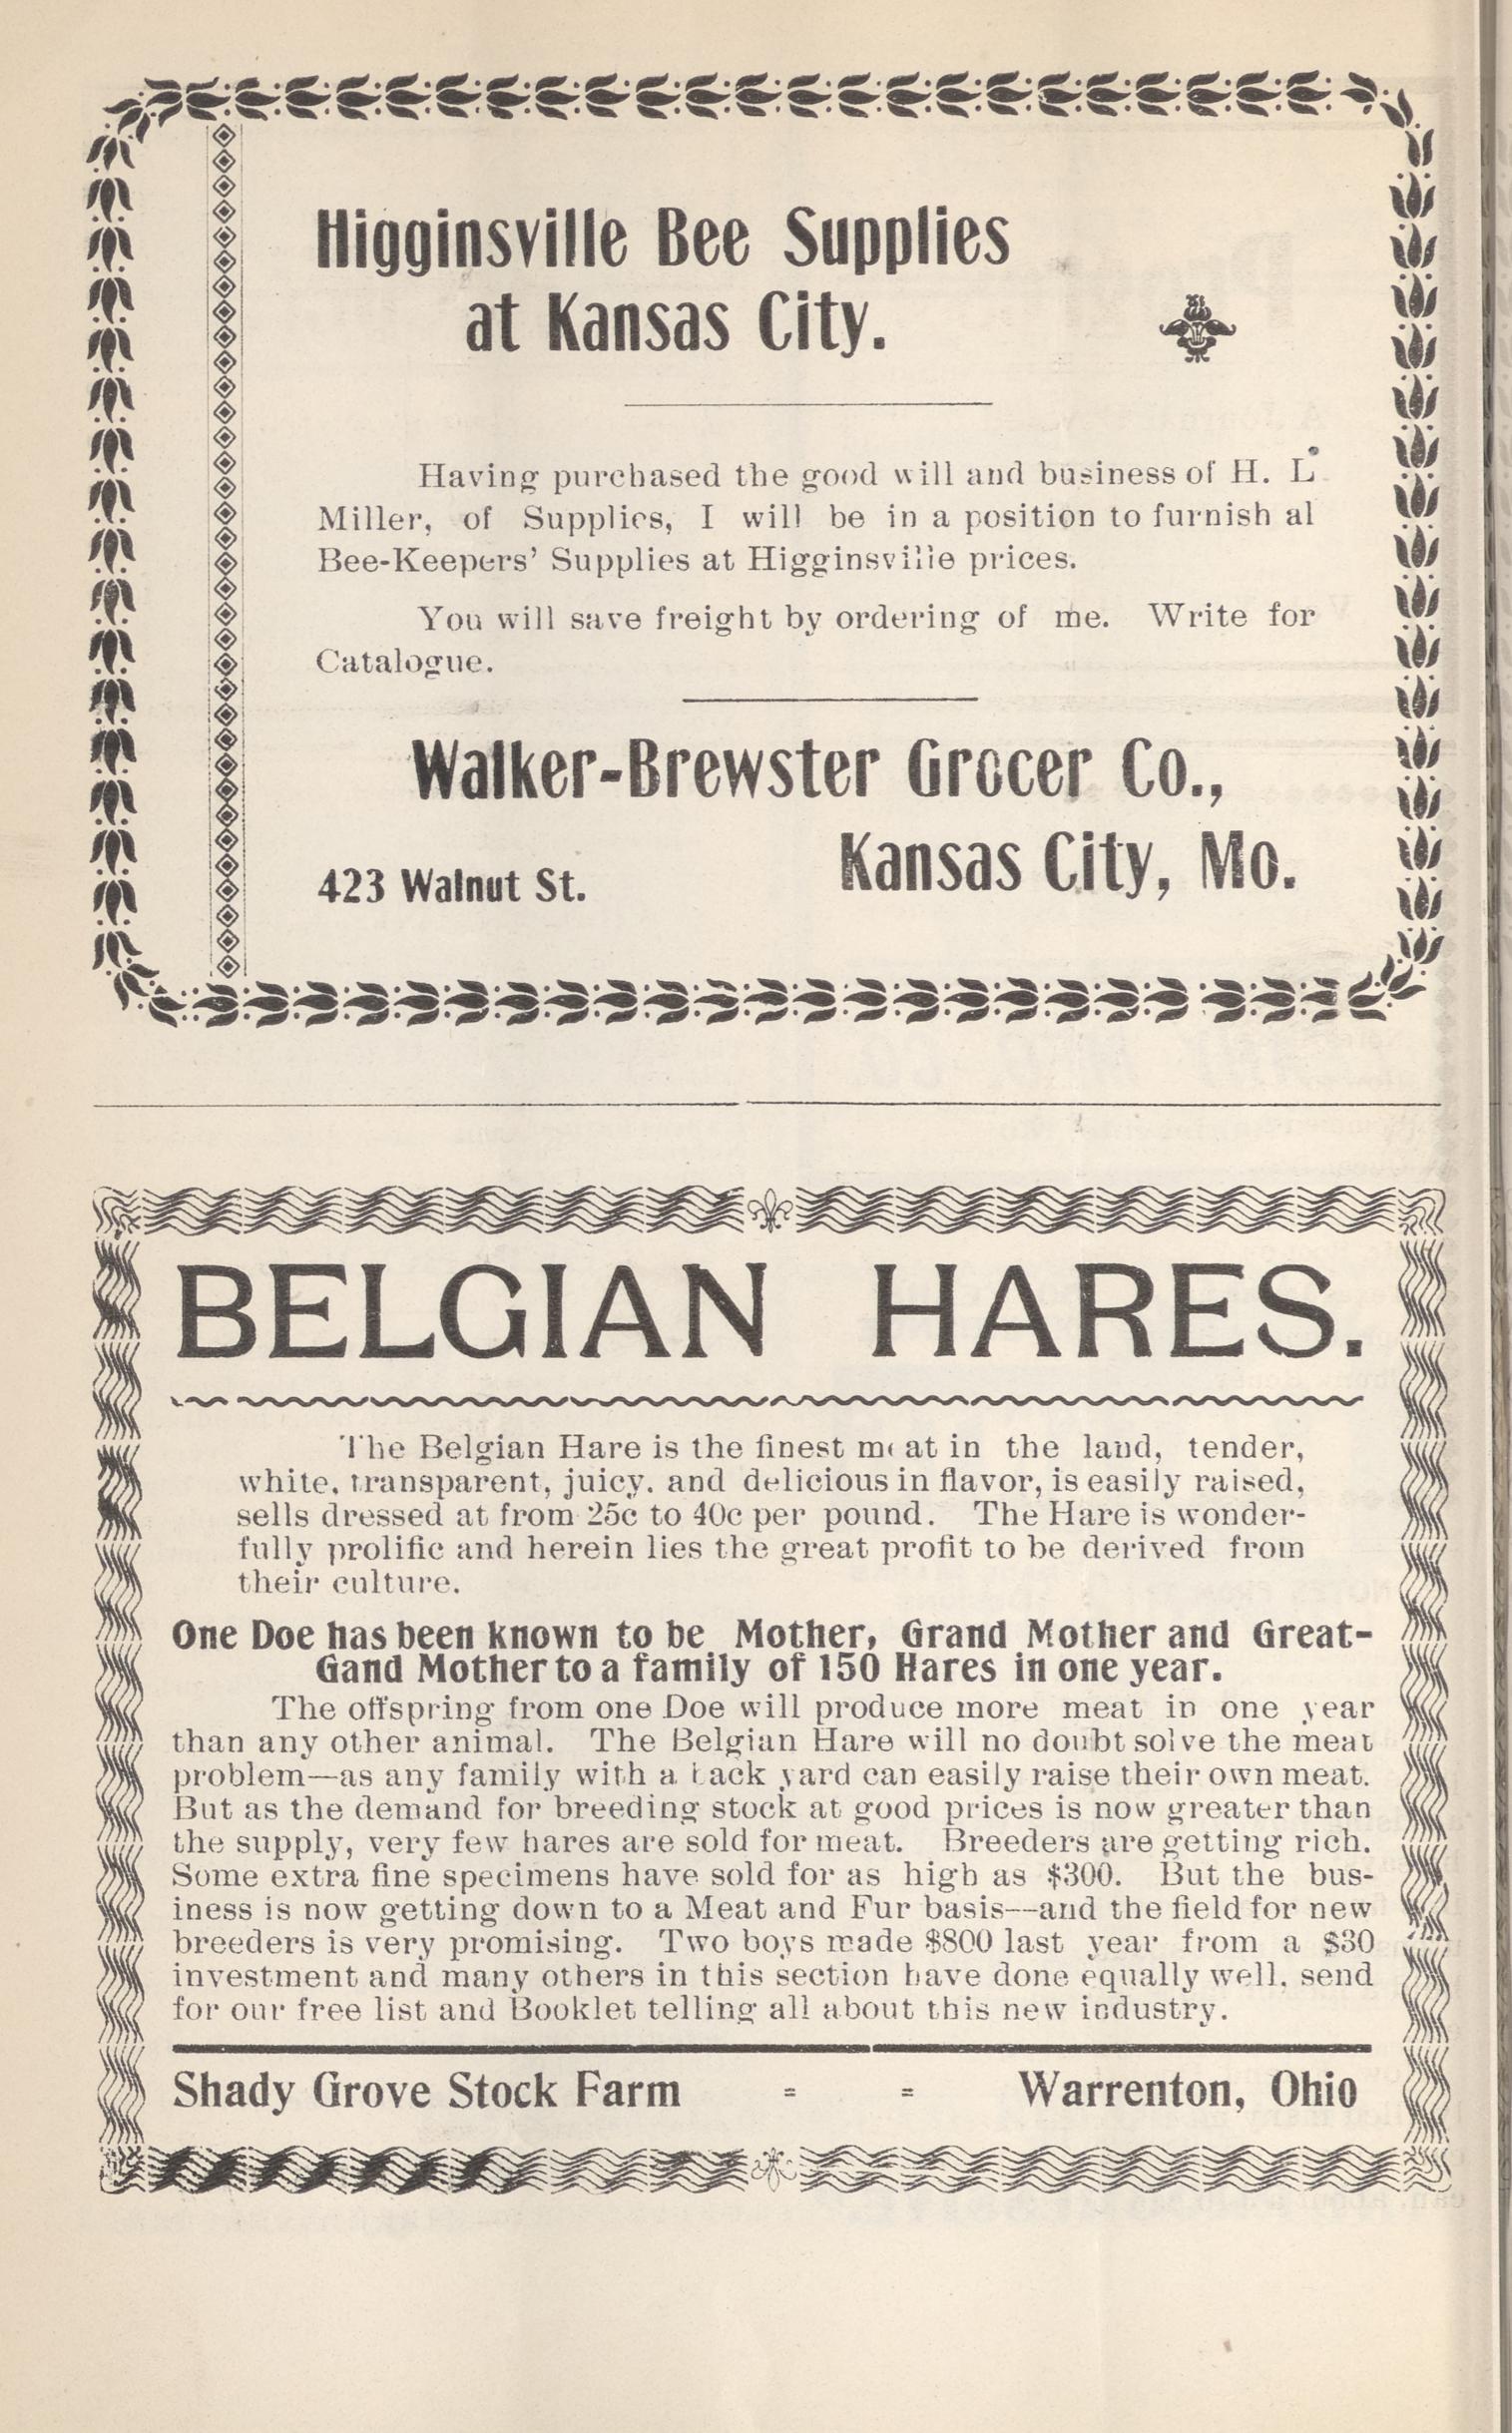 Higginsville Bee Supplies
at Kansas City.
Having purchased the good will and business of H. L.
Miller, of Supplies, I will be in a position to furnish al
Bee-Keepers' Supplies at Higginsville prices.
You will save freight by ordering of me. Write for
Catalogue.
Walker-Brewster Grocer Co.,
Kansas City, Mo.
423 Walnut St.
BELGIAN HARES.
The Belgian Hare is the finest meat in the land, tender,
white, transparent, juicy. and delicious in flavor, is easily raised,
sells dressed at from 25c to 40c per pound. The Hare is wonder-
fully prolific and herein lies the great profit to be derived from
their culture.
One Doe has been known to be Mother, Grand Mother and Great-
Gand Mother to a family of 150 Hares in one year.
The offspring from one Doe will produce more meat in one year
than any other animal. The Belgian Hare will no doubt solve the meat
problem—as any family with a back yard can easily raise their own meat.
But as the demand for breeding stock at good prices is now greater than
the supply, very few hares are sold for meat. Breeders are getting rich.
Some extra fine specimens have sold for as high as $300. But the bus-
iness is now getting down to a Meat and Fur basis—and the field for new
breeders is very promising. Two boys made $800 last year from a $30
investment and many others in this section have done equally well. send
for our free list and Booklet telling all about this new industry.
Shady Grove Stock Farm - - Warrenton, Ohio